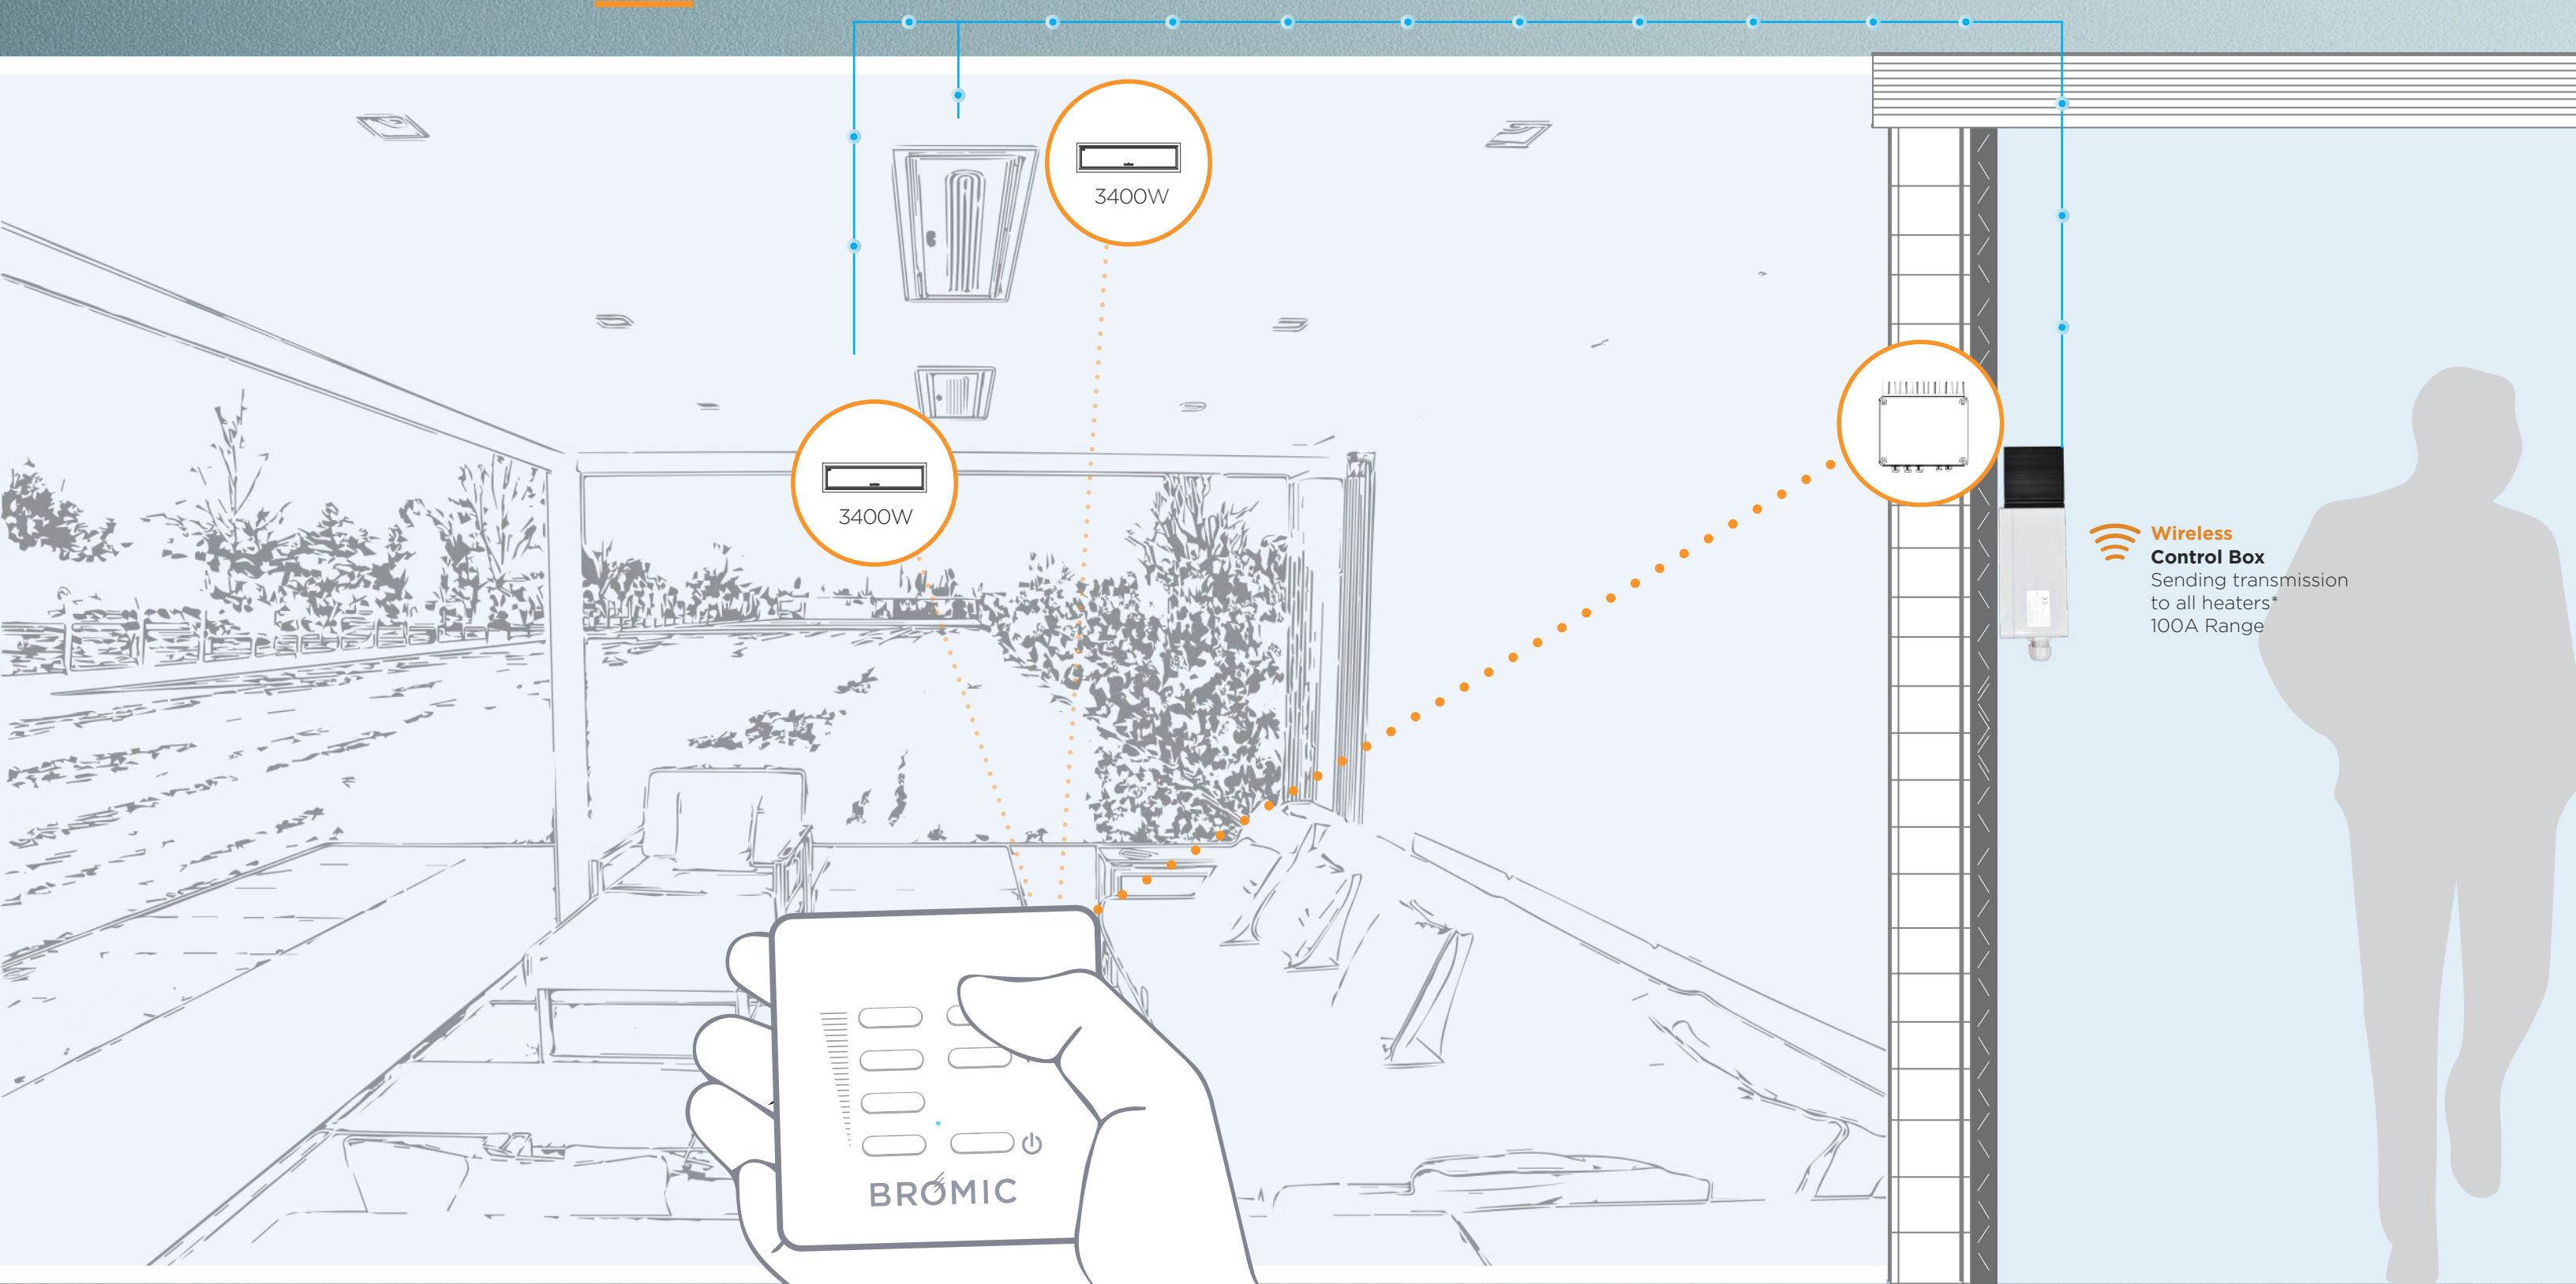 3400W
3400W
Wireless
Control Box
Sending transmission
to all heaters*
100A Range
BROMIC